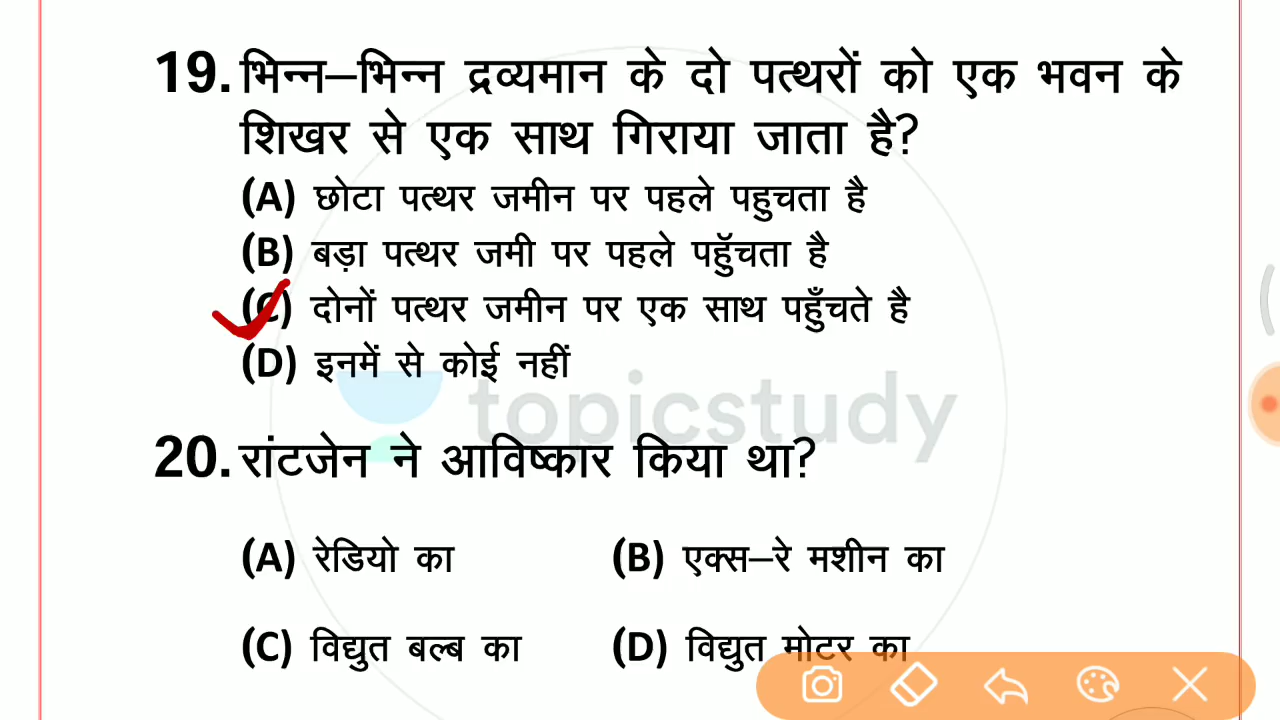 19. भिन्न–भिन्न द्रव्यमान के दो पत्थरों को एक भवन के
शिखर से एक साथ गिराया जाता है?
(A) छोटा पत्थर जमीन पर पहले पहुचता है
(B) बड़ा पत्थर जमी पर पहले पहुॅचता है
(C) दोनों पत्थर जमीन पर एक साथ पहुँचते है
(D) इनमें से कोई नहीं
topicstudy
20. रांटजेन ने आविष्कार किया था?
(A) रेडियो का (B) एक्स–रे मशीन का
(C) विद्युत बल्ब का (D) विद्युत मोटर का